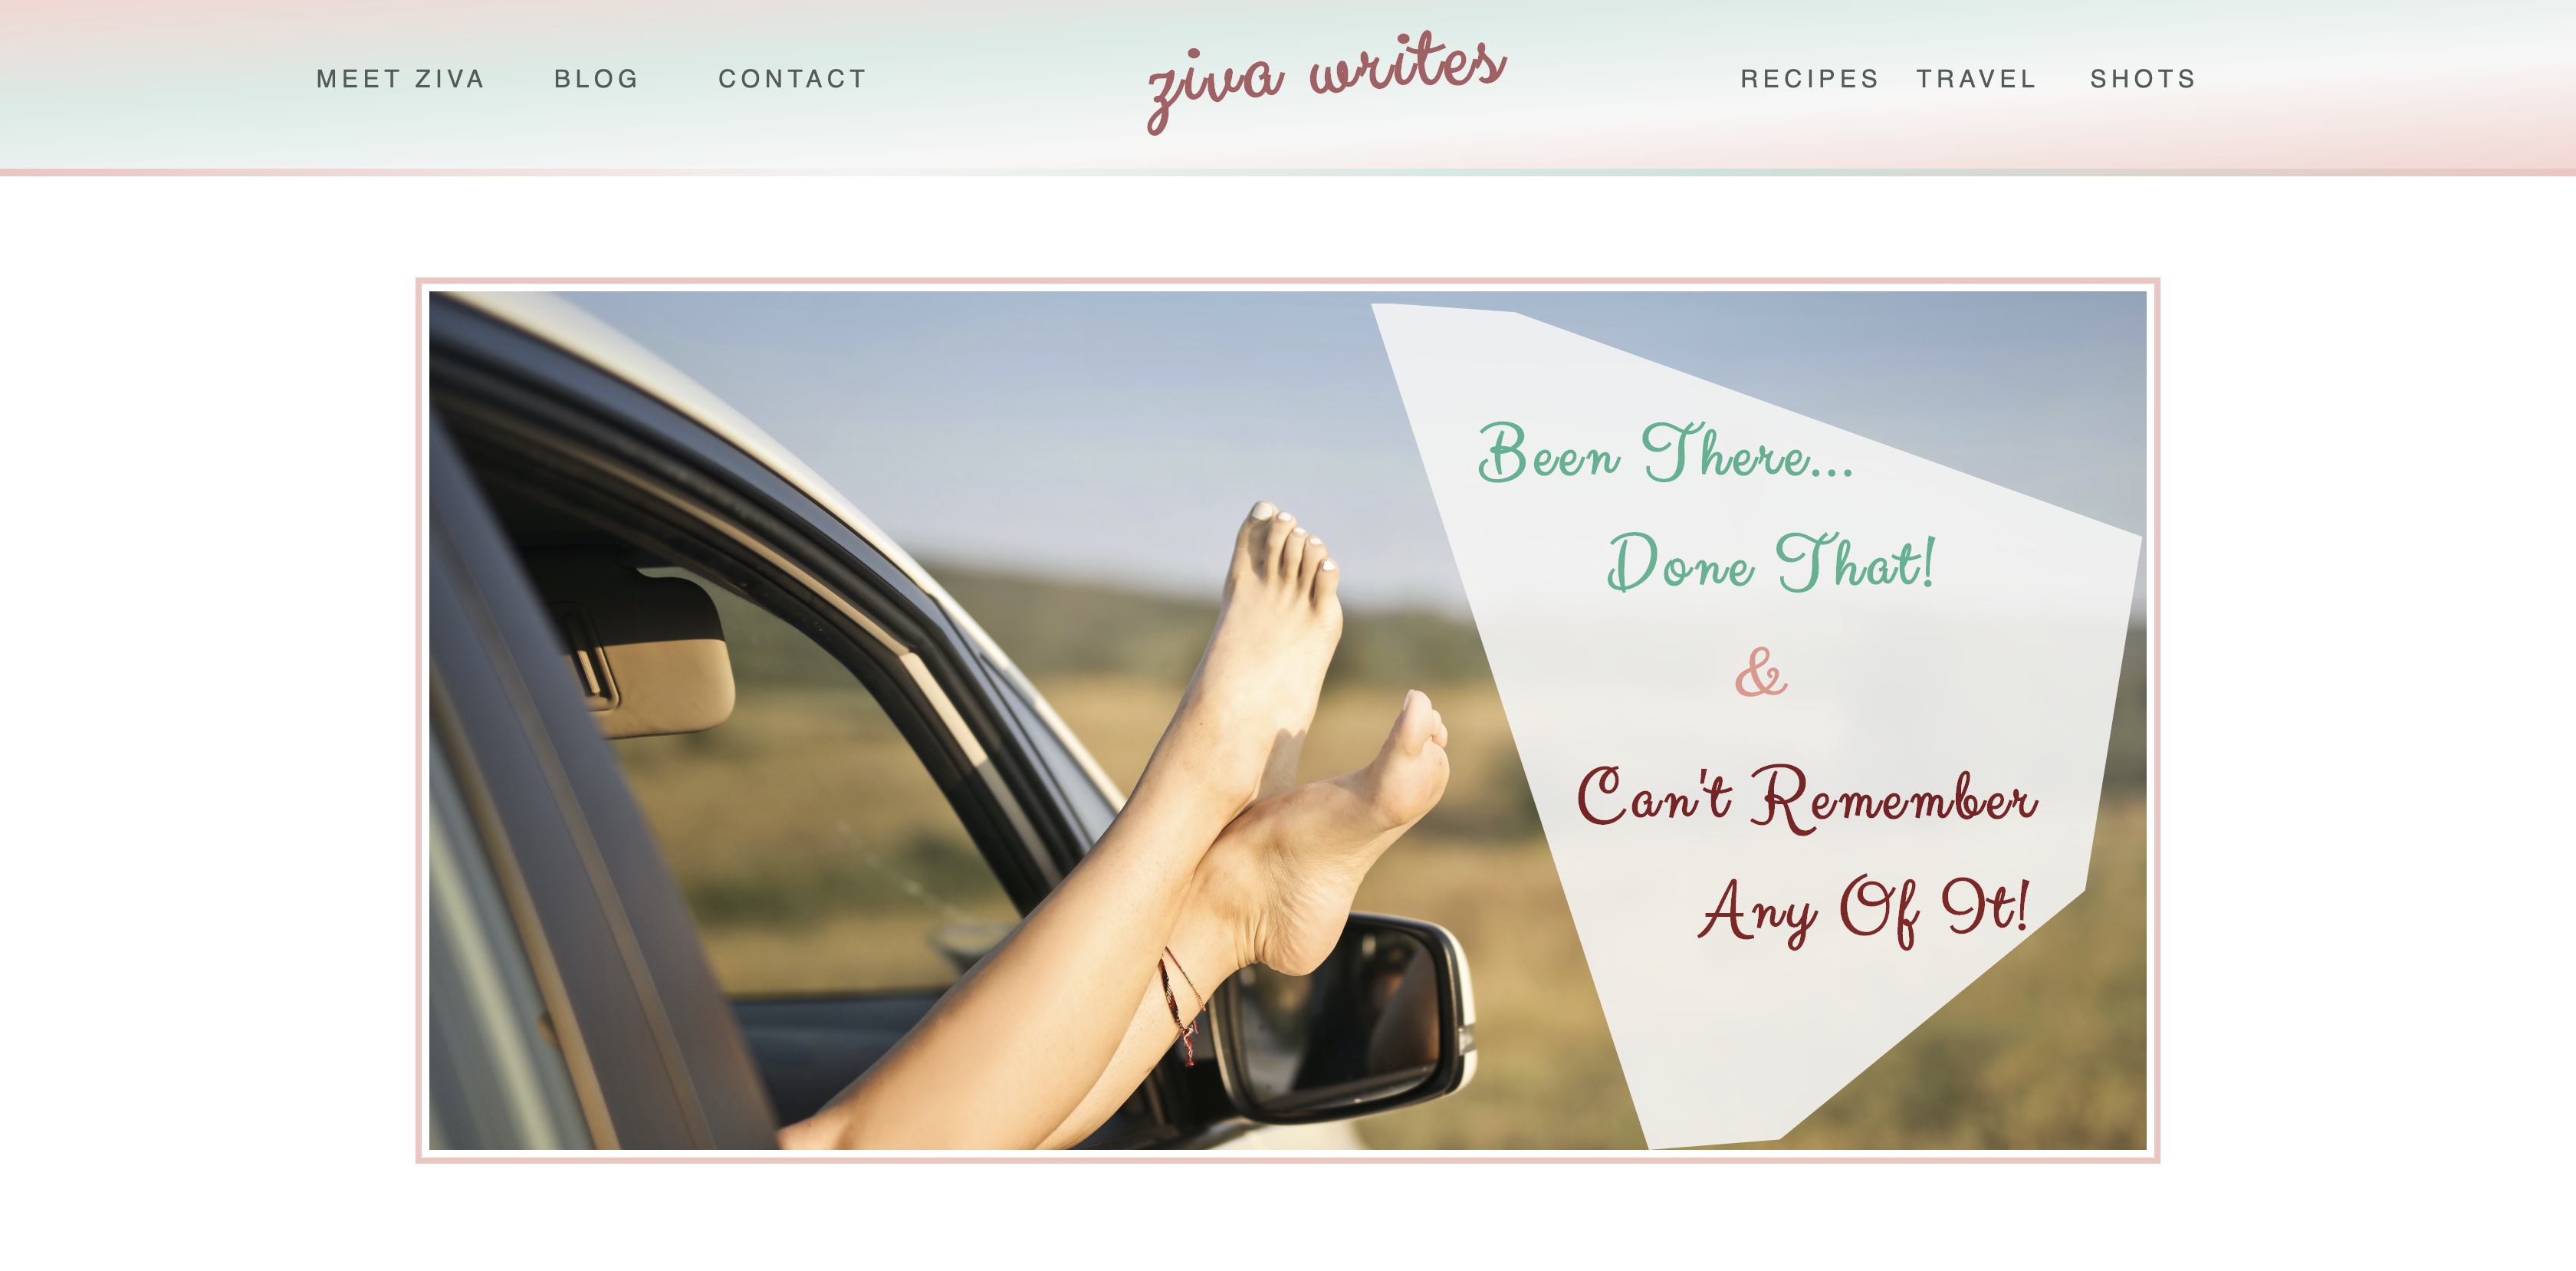 MEET ZIVA BLOG CONTACT ziva writes RECIPES TRAVEL SHOTS
Been There...
Done That!
&
Can't Remember
Any Of It!